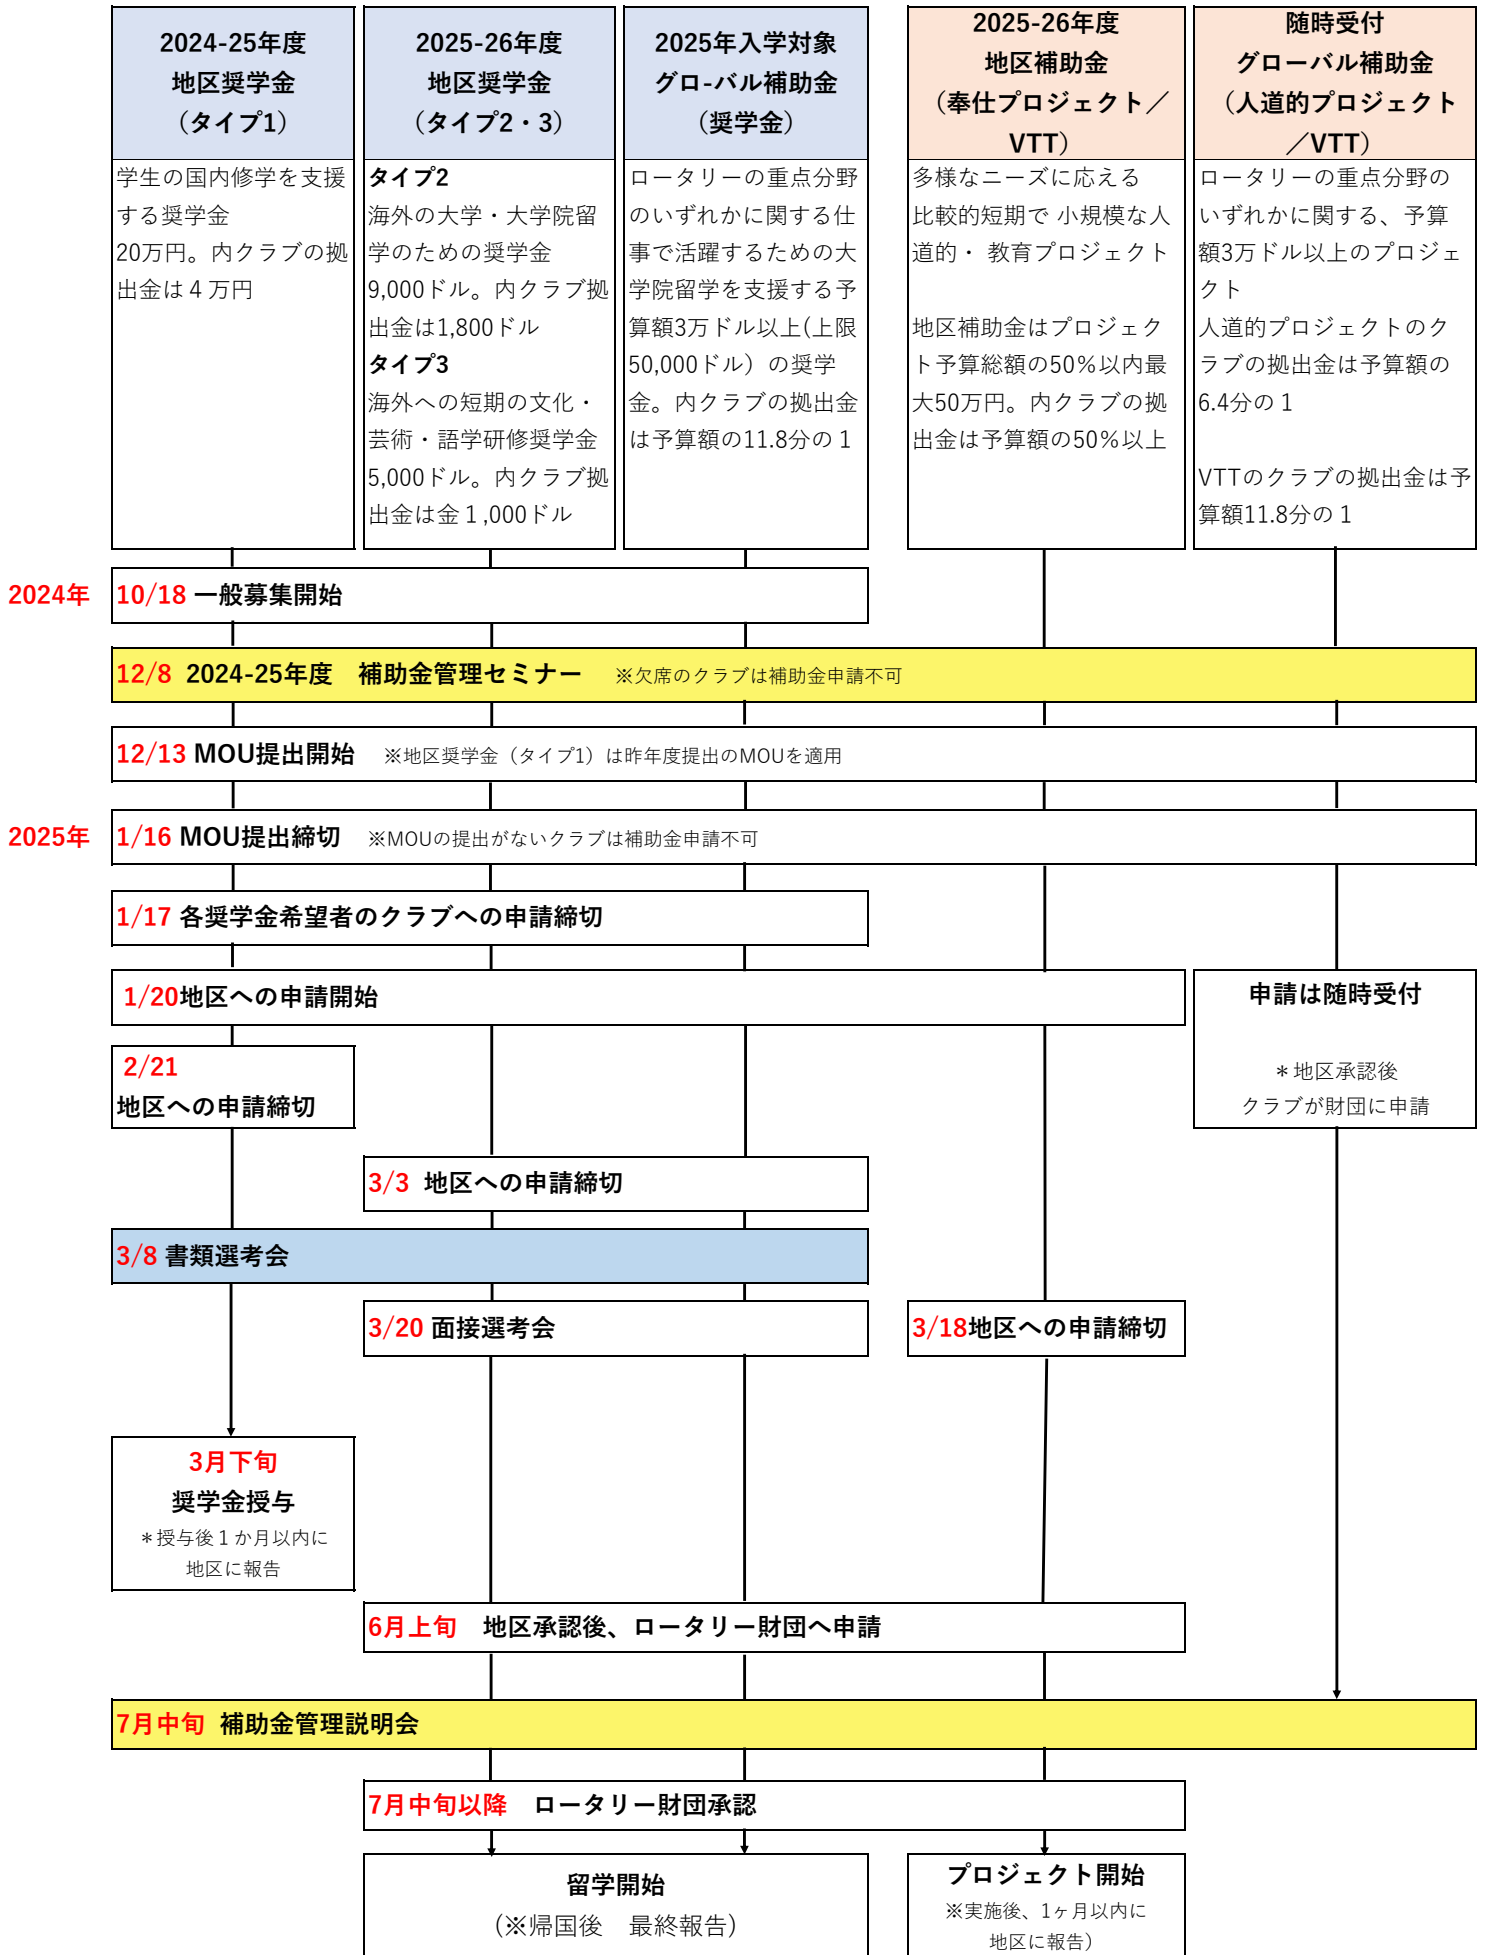 2024-25年度
地区奨学金
（タイプ1）
学生の国内修学を支援
する奨学金
20万円。内クラブの拠
出金は４万円
2025-26年度
地区奨学金
（タイプ2・3）
タイプ2
海外の大学・大学院留
学のための奨学金
9,000ドル。内クラブ拠
出金は1,800ドル
タイプ3
海外への短期の文化・
芸術・語学研修奨学金
5,000ドル。内クラブ拠
出金は金１,000ドル
2025年入学対象
グロ-バル補助金
（奨学金）
ロータリーの重点分野
のいずれかに関する仕
事で活躍するための大
学院留学を支援する予
算額3万ドル以上(上限
50,000ドル）の奨学
金。内クラブの拠出金
は予算額の11.8分の１
2025-26年度
地区補助金
（奉仕プロジェクト／
VTT）
多様なニーズに応える
比較的短期で 小規模な人
道的・ 教育プロジェクト
地区補助金はプロジェク
ト予算総額の50％以内最
大50万円。内クラブの拠
出金は予算額の50％以上
随時受付
グローバル補助金
（人道的プロジェクト
／VTT）
ロータリーの重点分野の
いずれかに関する、予算
額3万ドル以上のプロジェ
クト
人道的プロジェクトのク
ラブの拠出金は予算額の
6.4分の１
VTTのクラブの拠出金は予
算額11.8分の１
2024年 10/18 一般募集開始
12/8 2024-25年度　補助金管理セミナー　※欠席のクラブは補助金申請不可
12/13 MOU提出開始　※地区奨学金（タイプ1）は昨年度提出のMOUを適用
2025年 1/16 MOU提出締切　※MOUの提出がないクラブは補助金申請不可
1/17 各奨学金希望者のクラブへの申請締切
1/20地区への申請開始
申請は随時受付
＊地区承認後
クラブが財団に申請
2/21
地区への申請締切
3/3 地区への申請締切
3/8 書類選考会
3/20 面接選考会
3/18地区への申請締切
3月下旬
奨学金授与
＊授与後１か月以内に
地区に報告
6月上旬　地区承認後、ロータリー財団へ申請
7月中旬 補助金管理説明会
7月中旬以降　ロータリー財団承認
留学開始
（※帰国後　最終報告）
プロジェクト開始
※実施後、1ヶ月以内に
地区に報告）